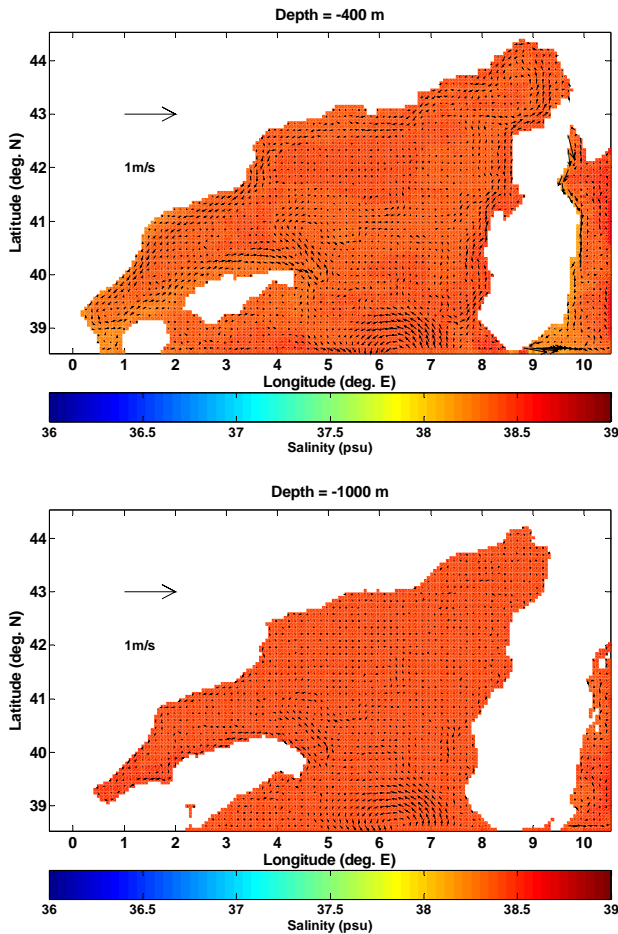 Depth = -400 m
44
43
42
41
40
39
Latitude (deg. N)
1m/s
0 1 2 3 4 5 6 7 8 9 10
Longitude (deg. E)
36 36.5 37 37.5 38 38.5 39
Salinity (psu)
Depth = -1000 m
44
43
42
41
40
39
Latitude (deg. N)
1m/s
0 1 2 3 4 5 6 7 8 9 10
Longitude (deg. E)
36 36.5 37 37.5 38 38.5 39
Salinity (psu)